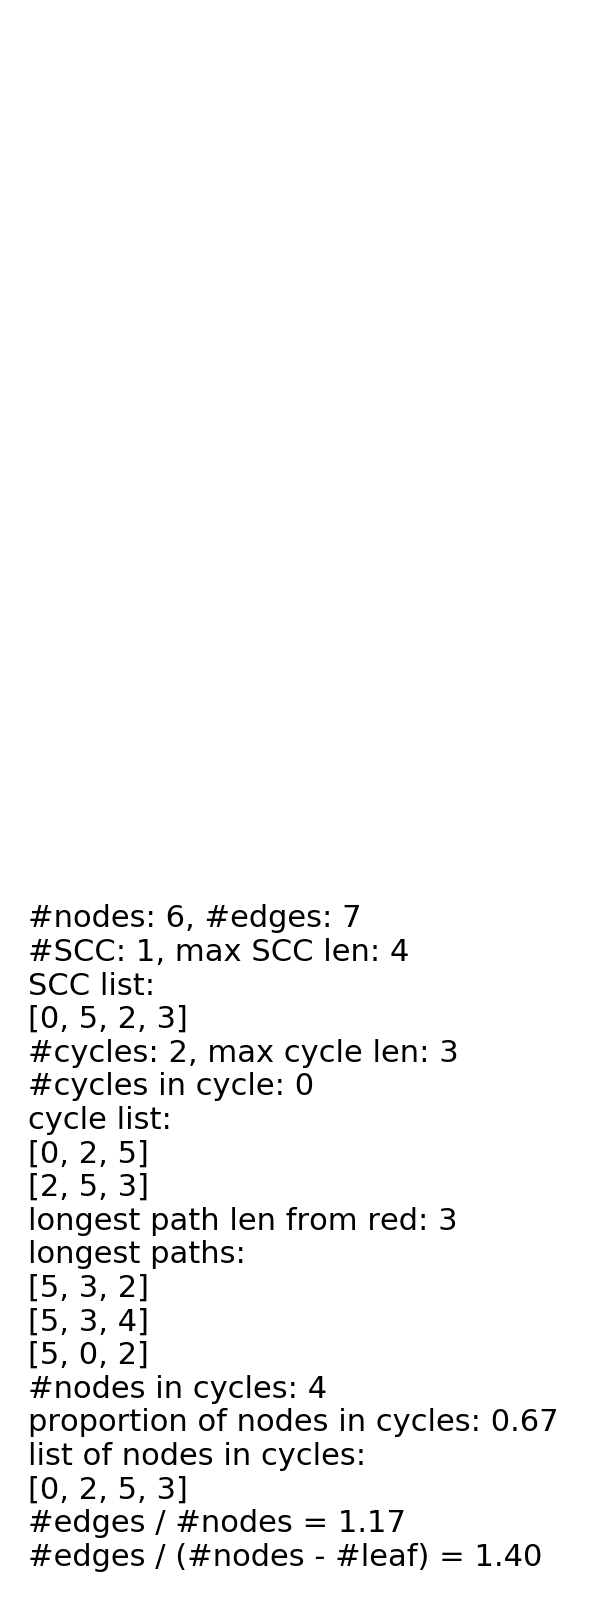 #nodes: 6, #edges: 7
#SCC: 1, max SCC len: 4
SCC list:
[0, 5, 2, 3]
#cycles: 2, max cycle len: 3
#cycles in cycle: 0
cycle list:
[0, 2, 5]
[2, 5, 3]
longest path len from red: 3
longest paths:
[5, 3, 2]
[5, 3, 4]
[5, 0, 2]
#nodes in cycles: 4
proportion of nodes in cycles: 0.67
list of nodes in cycles:
[0, 2, 5, 3]
#edges / #nodes = 1.17
#edges / (#nodes - #leaf) = 1.40